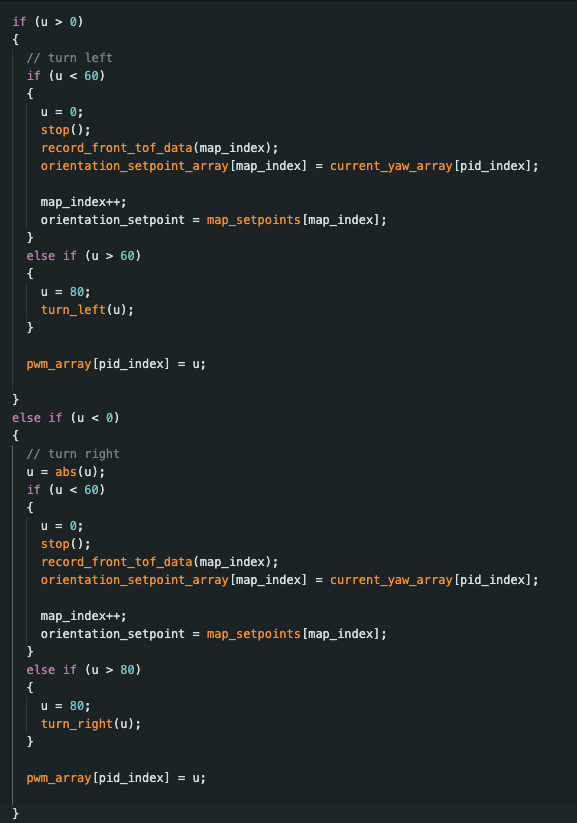 if (u > 0)
{
// turn left
if (u < 60)
{
u = 0;
stop();
record_front_tof_data(map_index);
orientation_setpoint_array[map_index] = current_yaw_array[pid_index];
map_index++;
orientation_setpoint = map_setpoints[map_index];
}
else if (u > 60)
{
u = 80;
turn_left(u);
}
pwm_array[pid_index] = u;
}
else if (u < 0)
{
// turn right
u = abs(u);
if (u < 60)
{
u = 0;
stop();
record_front_tof_data(map_index);
orientation_setpoint_array[map_index] = current_yaw_array[pid_index];
map_index++;
orientation_setpoint = map_setpoints[map_index];
}
else if (u > 80)
{
u = 80;
turn_right(u);
}
pwm_array[pid_index] = u;
}